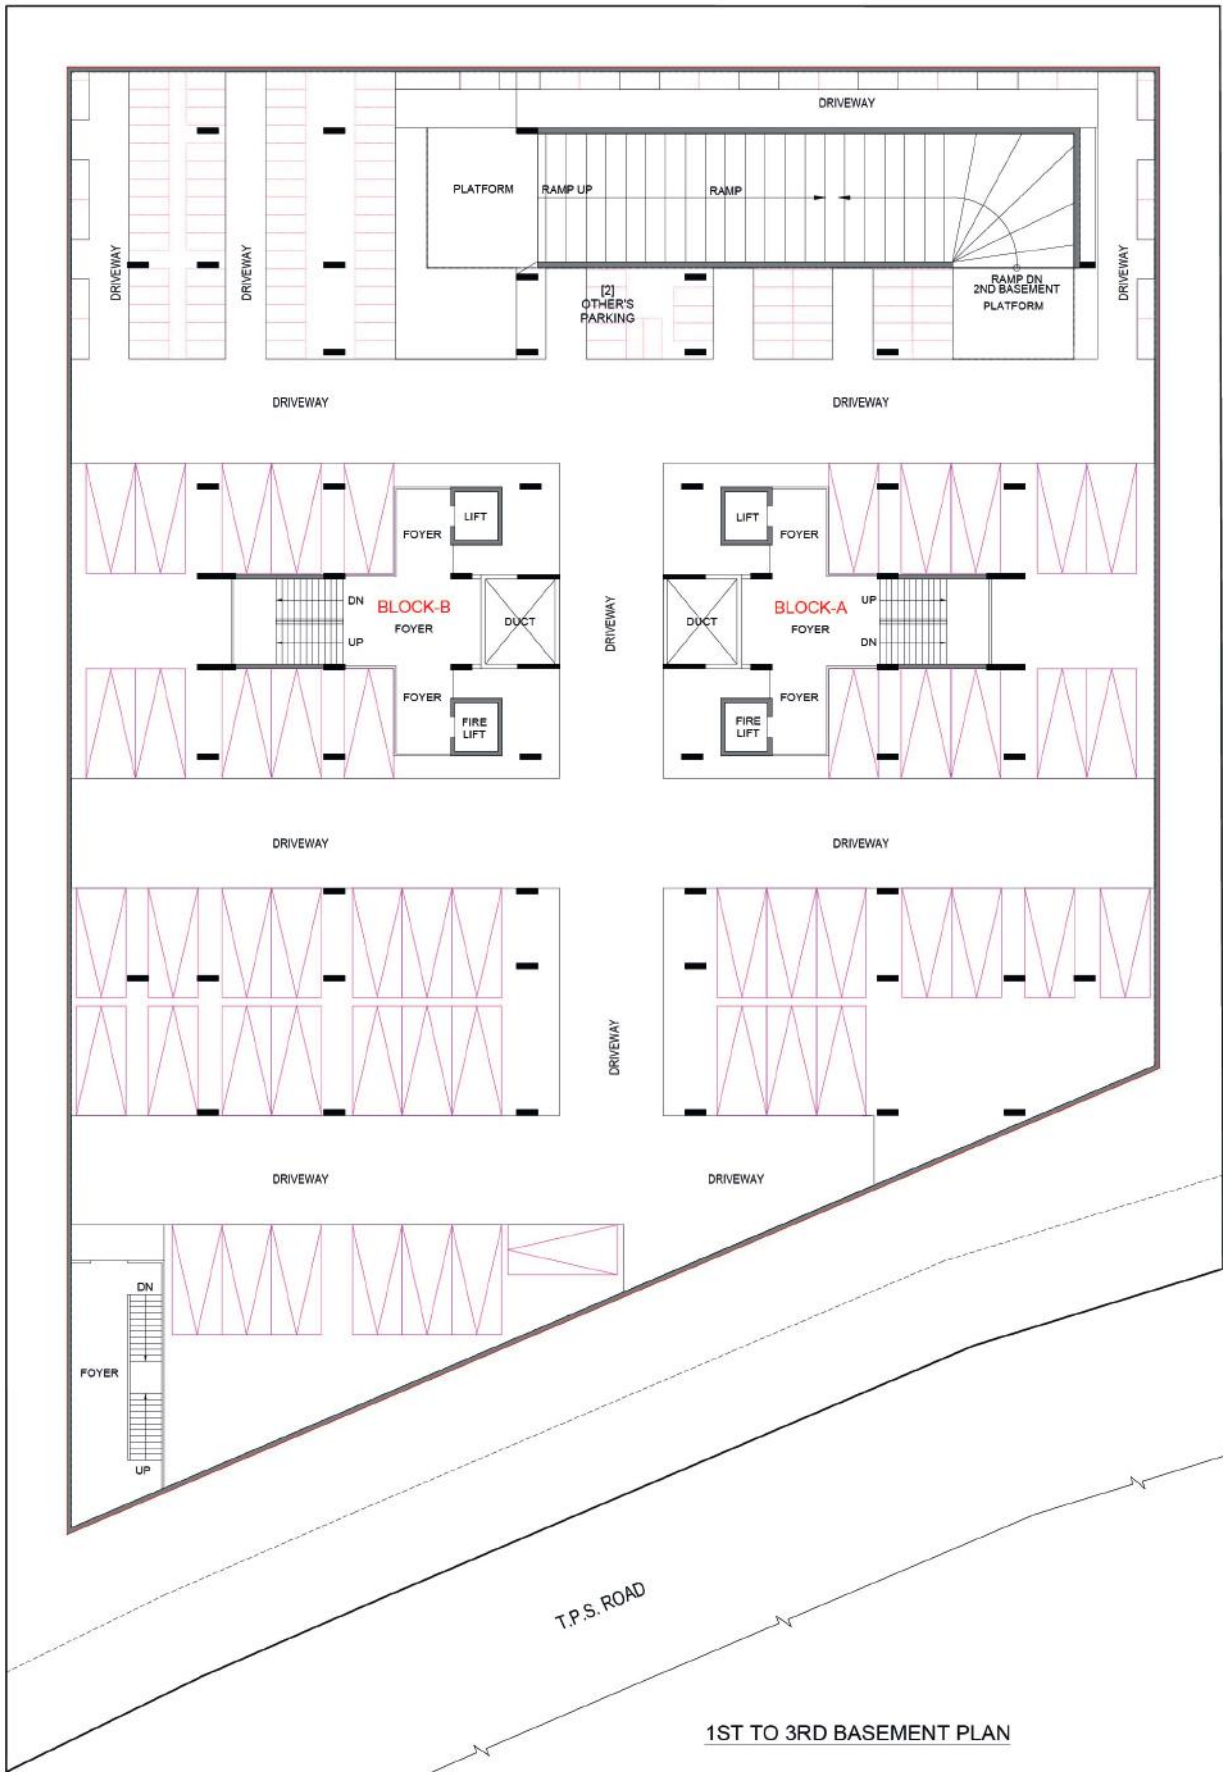 DRIVEWAY
PLATFORM
RAMP UP
RAMP
DRIVEWAY
DRIVEWAY
DRIVEWAY
[2]
OTHER'S
PARKING
RAMP DN
2ND BASEMENT
PLATFORM
DRIVEWAY
DRIVEWAY
LIFT
FOYER
LIFT
FOYER
DN
BLOCK-B
FOYER
UP
DUCT
DRIVEWAY
DUCT
BLOCK-A
FOYER
UP
DN
FOYER
FIRE
LIFT
FIRE
LIFT
FOYER
DRIVEWAY
DRIVEWAY
DRIVEWAY
DRIVEWAY
DRIVEWAY
DN
FOYER
UP
T.P.S. ROAD
1ST TO 3RD BASEMENT PLAN